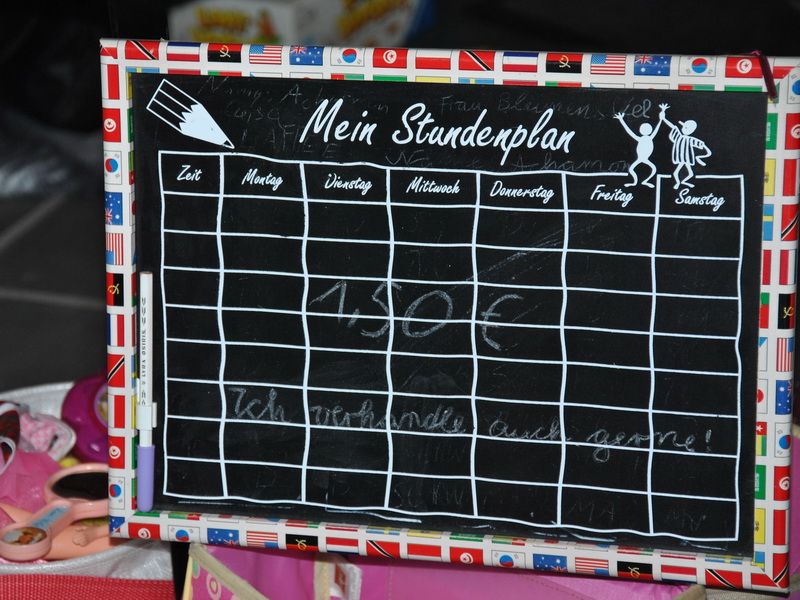 Mein Stundenplan
Zeit Montag Dienstag Mittwoch Donnerstag Freitag Samstag
1,50 €
Ich verhandle auch gerne!